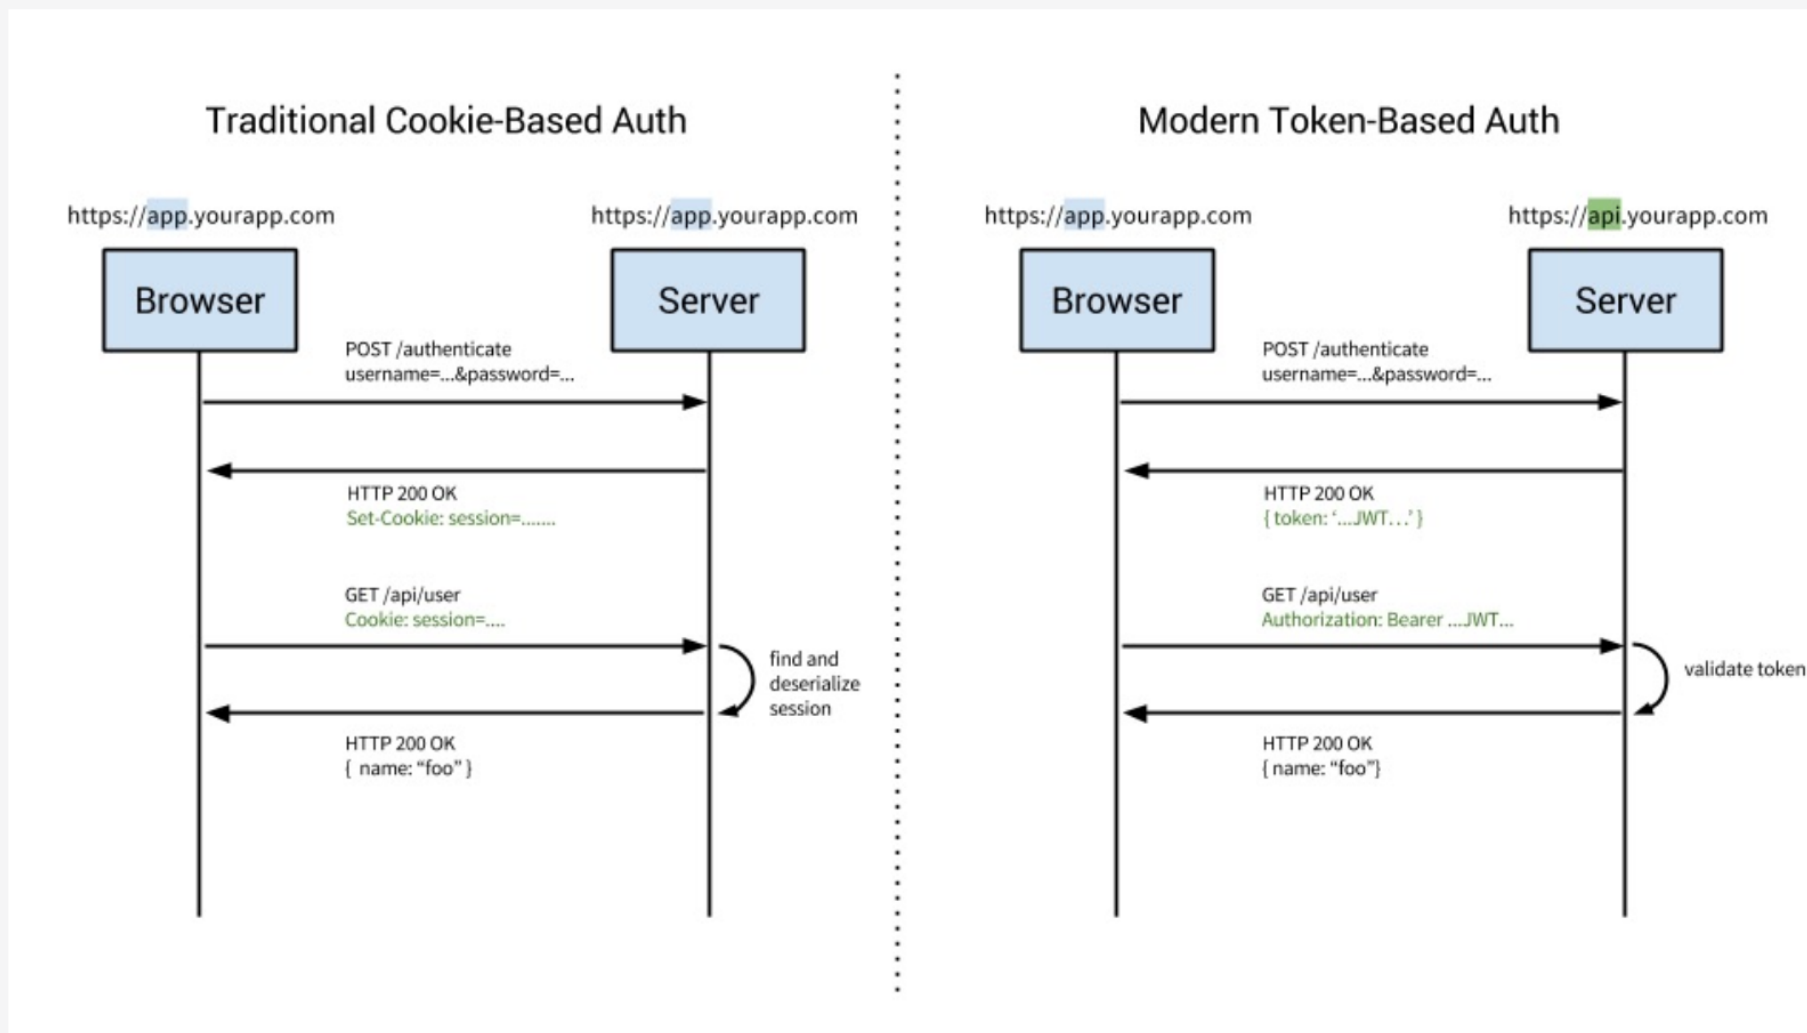 Traditional Cookie-Based Auth
https://app.yourapp.com
https://app.yourapp.com
Browser
Server
POST /authenticate
username=...&password=...
HTTP 200 OK
Set-Cookie: session=.......
GET /api/user
Cookie: session=....
find and
deserialize
session
HTTP 200 OK
{ name: “foo” }
Modern Token-Based Auth
https://app.yourapp.com
https://api.yourapp.com
Browser
Server
POST /authenticate
username=...&password=...
HTTP 200 OK
{ token: ‘...JWT...’ }
GET /api/user
Authorization: Bearer ...JWT...
validate token
HTTP 200 OK
{ name: “foo”}